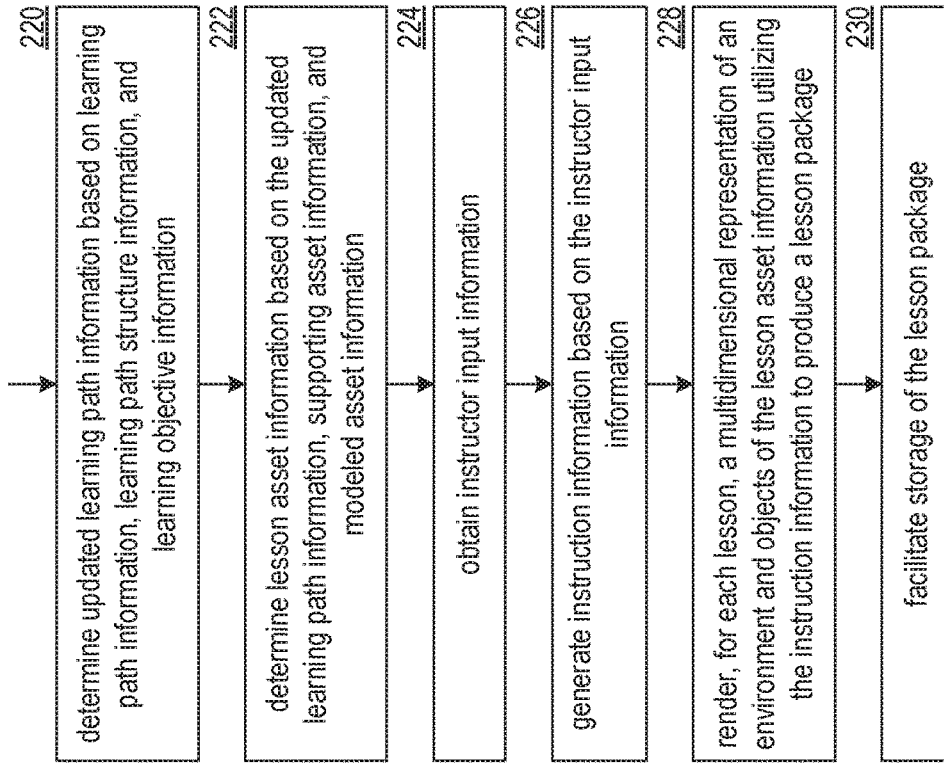 220
determine updated learning path information based on learning
path information, learning path structure information, and
learning objective information
222
determine lesson asset information based on the updated
learning path information, supporting asset information, and
modeled asset information
224
obtain instructor input information
226
generate instruction information based on the instructor input
information
228
render, for each lesson, a multidimensional representation of an
environment and objects of the lesson asset information utilizing
the instruction information to produce a lesson package
230
facilitate storage of the lesson package